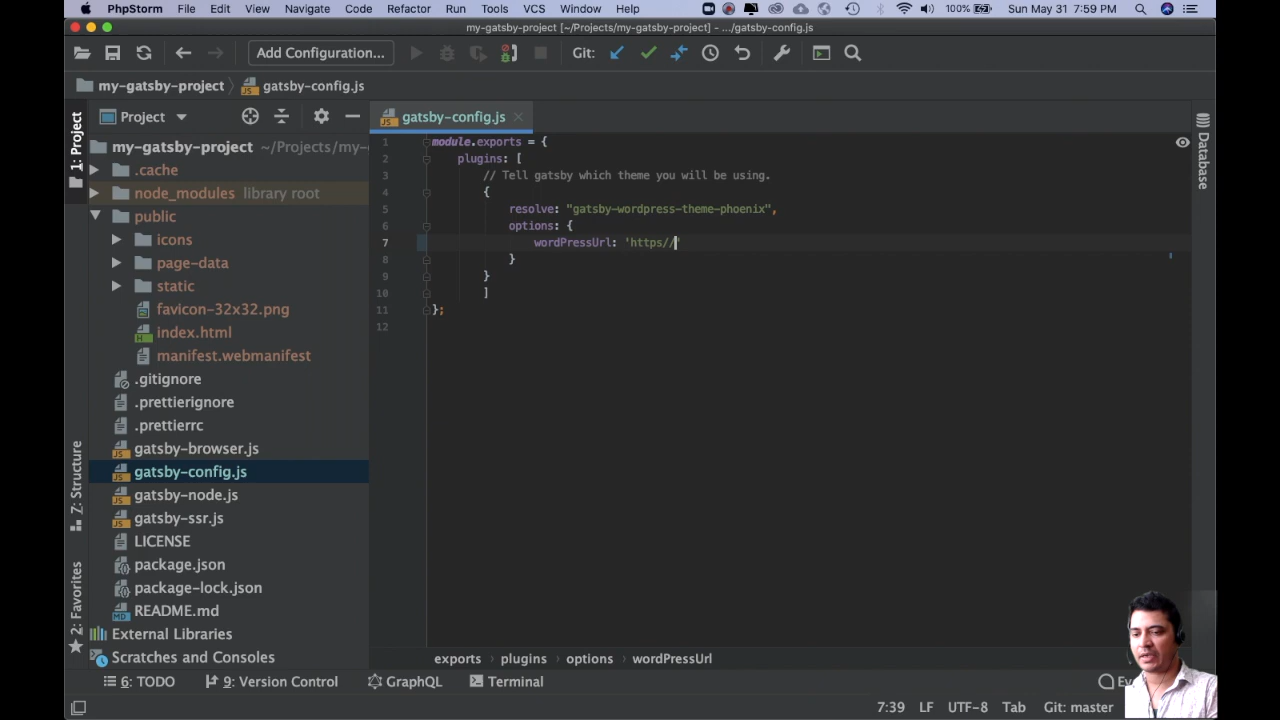 PhpStorm File Edit View Navigate Code Refactor Run Tools VCS Window Help 100% Sun May 31 7:59 PM
my-gatsby-project [~/Projects/my-gatsby-project] - .../gatsby-config.js
Add Configuration... Git:
my-gatsby-project gatsby-config.js
1: Project
Project
gatsby-config.js
Database
my-gatsby-project ~/Projects/my-
.cache
node_modules library root
public
icons
page-data
static
favicon-32x32.png
index.html
manifest.webmanifest
.gitignore
.prettierignore
.prettierrc
gatsby-browser.js
gatsby-config.js
gatsby-node.js
gatsby-ssr.js
LICENSE
package.json
package-lock.json
README.md
External Libraries
Scratches and Consoles
7: Structure
2: Favorites
1 module.exports = {
2 plugins: [
3 // Tell gatsby which theme you will be using.
4 {
5 resolve: "gatsby-wordpress-theme-phoenix",
6 options: {
7 wordPressUrl: 'https//'
8 }
9 }
10 ]
11 };
12
exports plugins options wordPressUrl
6: TODO 9: Version Control GraphQL Terminal
7:39 LF UTF-8 Tab Git: master